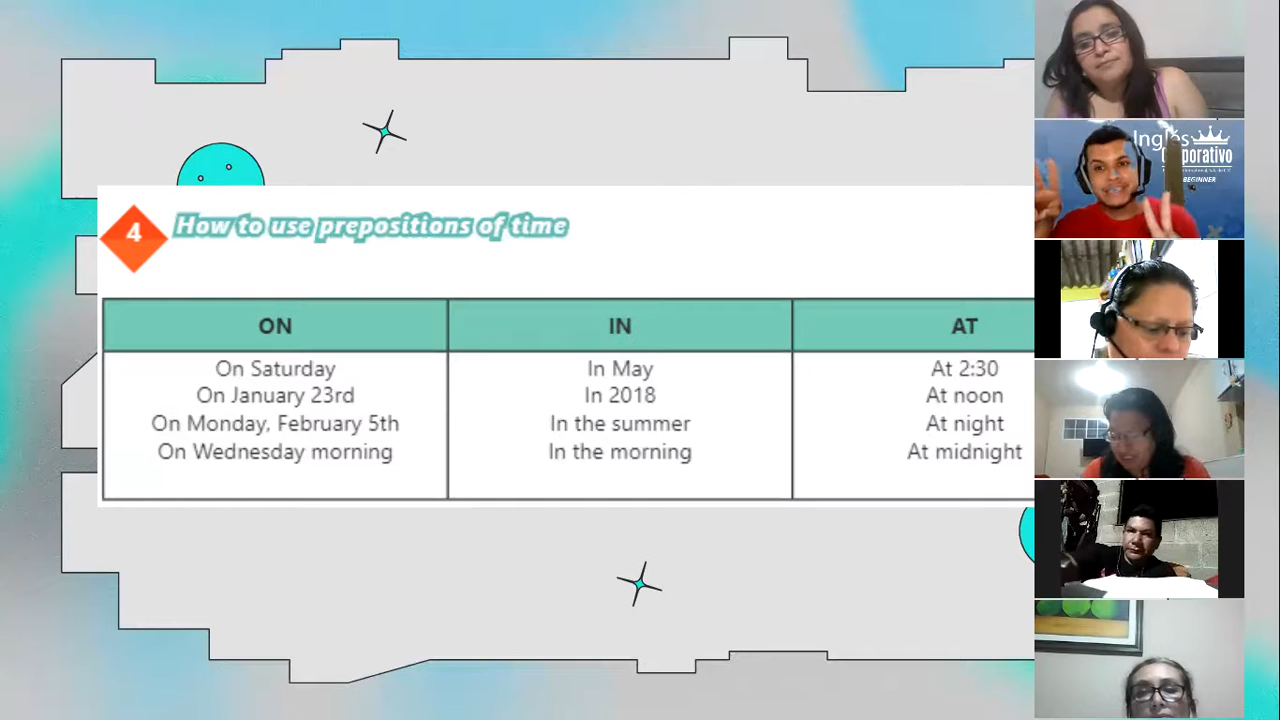 4
How to use prepositions of time
ON
IN
AT
On Saturday
In May
At 2:30
On January 23rd
In 2018
At noon
On Monday, February 5th
In the summer
At night
On Wednesday morning
In the morning
At midnight
Inglés
BEGINNER